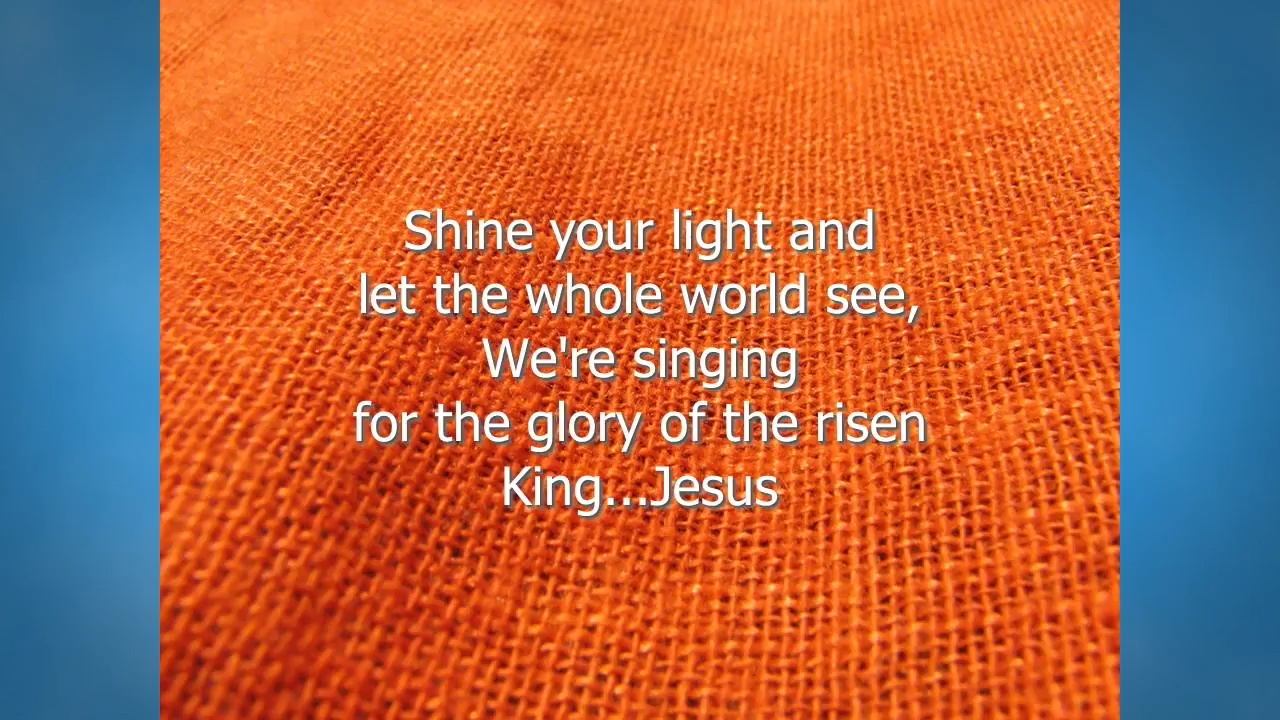 Shine your light and
let the whole world see,
We're singing
for the glory of the risen
King...Jesus